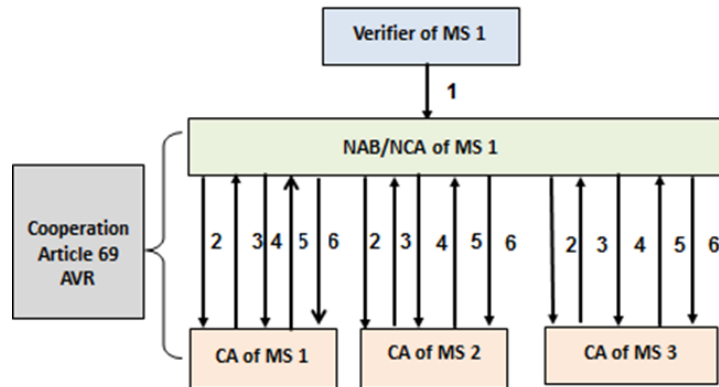 Verifier of MS 1
1
NAB/NCA of MS 1
Cooperation
Article 69
AVR
2 3 4 5 6 2 3 4 5 6 2 3 4 5 6
CA of MS 1
CA of MS 2
CA of MS 3